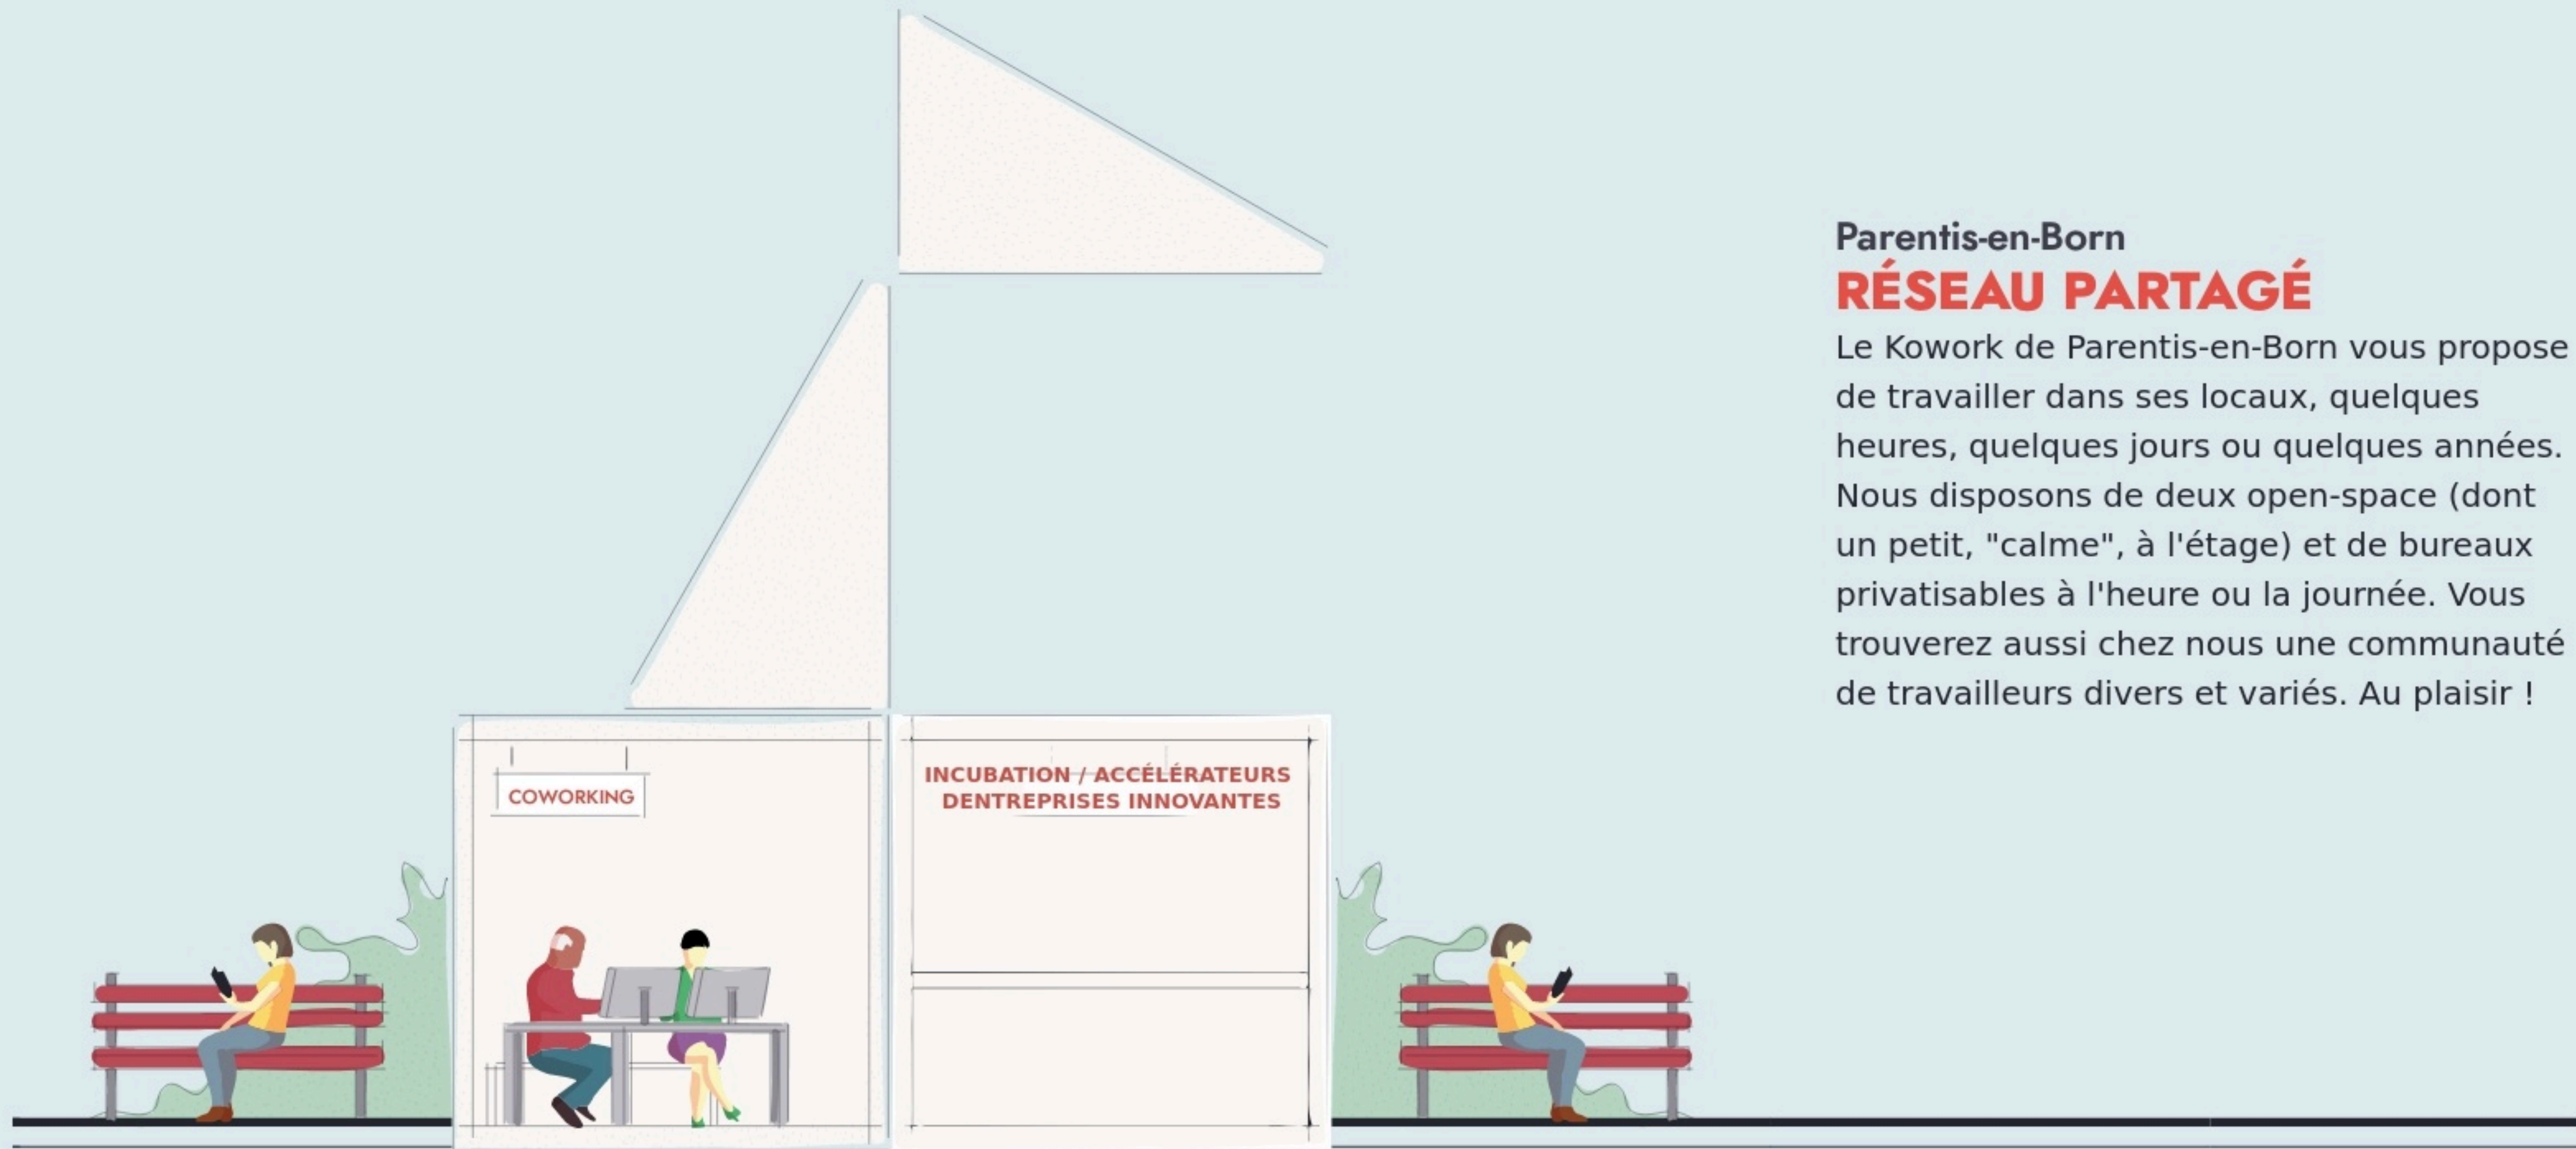 Parentis-en-Born
RÉSEAU PARTAGÉ
Le Kowork de Parentis-en-Born vous propose
de travailler dans ses locaux, quelques
heures, quelques jours ou quelques années.
Nous disposons de deux open-space (dont
un petit, "calme", à l'étage) et de bureaux
privatisables à l'heure ou la journée. Vous
trouverez aussi chez nous une communauté
de travailleurs divers et variés. Au plaisir !
COWORKING
INCUBATION / ACCÉLÉRATEURS
DENTREPRISES INNOVANTES